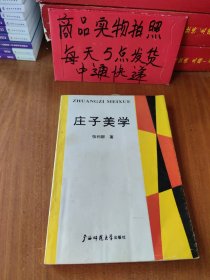 商品实物拍照
每天5点发货
中通快递
ZHUANGZI MEIXUE
庄子美学
张利群 著
广西师范大学出版社